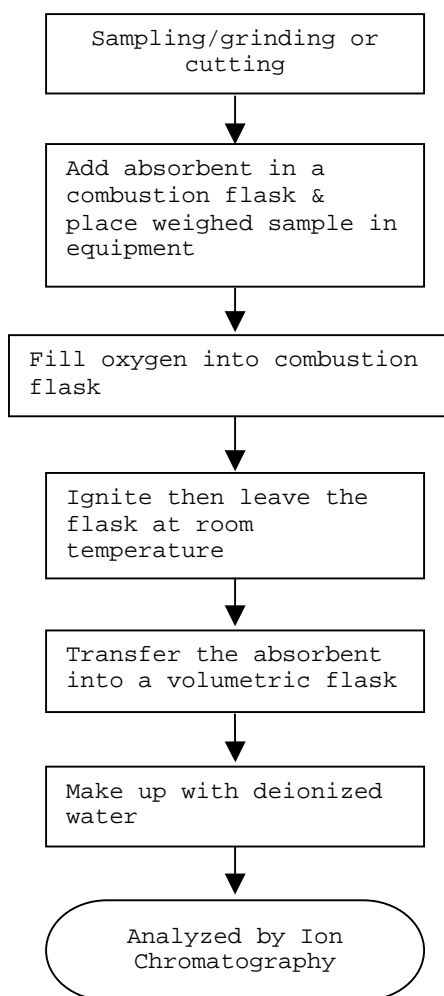 Sampling/grinding or
cutting
Add absorbent in a
combustion flask &
place weighed sample in
equipment
Fill oxygen into combustion
flask
Ignite then leave the
flask at room
temperature
Transfer the absorbent
into a volumetric flask
Make up with deionized
water
Analyzed by Ion
Chromatography